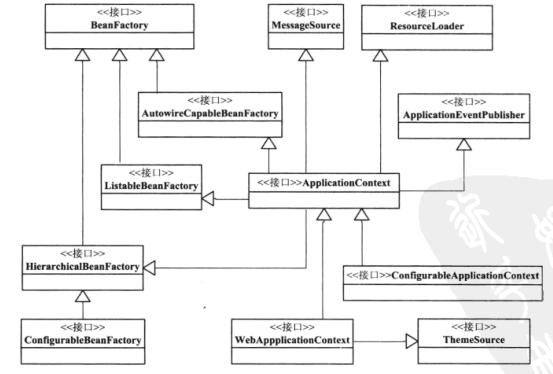 <<接口>>
BeanFactory
<<接口>>
MessageSource
<<接口>>
ResourceLoader
<<接口>>
AutowireCapableBeanFactory
<<接口>>
ApplicationEventPublisher
<<接口>>
ListableBeanFactory
<<接口>>ApplicationContext
<<接口>>
HierarchicalBeanFactory
<<接口>>ConfigurableApplicationContext
<<接口>>
ConfigurableBeanFactory
<<接口>>
WebAppplicationContext
<<接口>>
ThemeSource